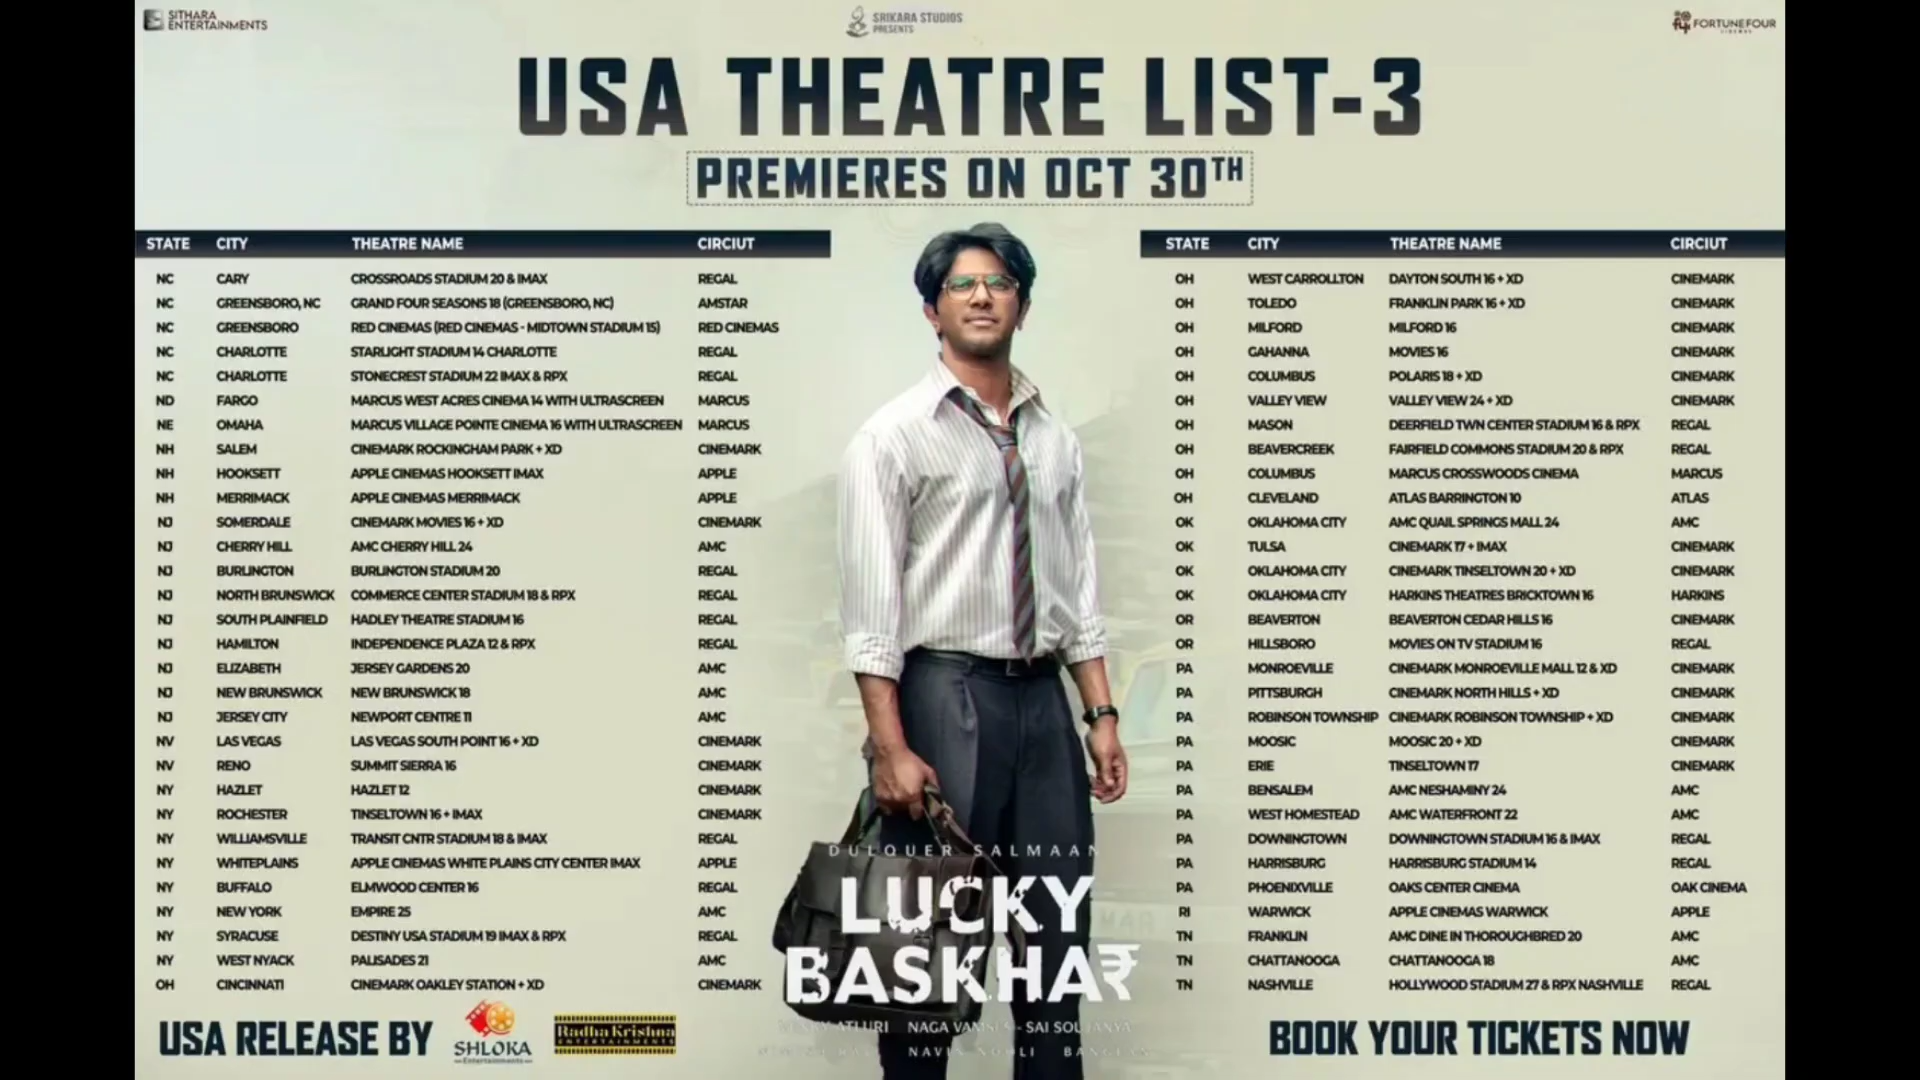 SITHARA
ENTERTAINMENTS
SRIKARA STUDIOS
PRESENTS
FORTUNE FOUR
CINEMAS
USA THEATRE LIST-3
PREMIERES ON OCT 30TH
STATE CITY THEATRE NAME CIRCIUT
NC CARY CROSSROADS STADIUM 20 & IMAX REGAL
NC GREENSBORO, NC GRAND FOUR SEASONS 18 (GREENSBORO, NC) AMSTAR
NC GREENSBORO RED CINEMAS (RED CINEMAS - MIDTOWN STADIUM 15) RED CINEMAS
NC CHARLOTTE STARLIGHT STADIUM 14 CHARLOTTE REGAL
NC CHARLOTTE STONECREST STADIUM 22 IMAX & RPX REGAL
ND FARGO MARCUS WEST ACRES CINEMA 14 WITH ULTRASCREEN MARCUS
NE OMAHA MARCUS VILLAGE POINTE CINEMA 16 WITH ULTRASCREEN MARCUS
NH SALEM CINEMARK ROCKINGHAM PARK + XD CINEMARK
NH HOOKSETT APPLE CINEMAS HOOKSETT IMAX APPLE
NH MERRIMACK APPLE CINEMAS MERRIMACK APPLE
NJ SOMERDALE CINEMARK MOVIES 16 + XD CINEMARK
NJ CHERRY HILL AMC CHERRY HILL 24 AMC
NJ BURLINGTON BURLINGTON STADIUM 20 REGAL
NJ NORTH BRUNSWICK COMMERCE CENTER STADIUM 18 & RPX REGAL
NJ SOUTH PLAINFIELD HADLEY THEATRE STADIUM 16 REGAL
NJ HAMILTON INDEPENDENCE PLAZA 12 & RPX REGAL
NJ ELIZABETH JERSEY GARDENS 20 AMC
NJ NEW BRUNSWICK NEW BRUNSWICK 18 AMC
NJ JERSEY CITY NEWPORT CENTRE 11 AMC
NV LAS VEGAS LAS VEGAS SOUTH POINT 16 + XD CINEMARK
NV RENO SUMMIT SIERRA 16 CINEMARK
NY HAZLET HAZLET 12 CINEMARK
NY ROCHESTER TINSELTOWN 16 + IMAX CINEMARK
NY WILLIAMSVILLE TRANSIT CNTR STADIUM 18 & IMAX REGAL
NY WHITEPLAINS APPLE CINEMAS WHITE PLAINS CITY CENTER IMAX APPLE
NY BUFFALO ELMWOOD CENTER 16 REGAL
NY NEW YORK EMPIRE 25 AMC
NY SYRACUSE DESTINY USA STADIUM 19 IMAX & RPX REGAL
NY WEST NYACK PALISADES 21 AMC
OH CINCINNATI CINEMARK OAKLEY STATION + XD CINEMARK
STATE CITY THEATRE NAME CIRCIUT
OH WEST CARROLLTON DAYTON SOUTH 16 + XD CINEMARK
OH TOLEDO FRANKLIN PARK 16 + XD CINEMARK
OH MILFORD MILFORD 16 CINEMARK
OH GAHANNA MOVIES 16 CINEMARK
OH COLUMBUS POLARIS 18 + XD CINEMARK
OH VALLEY VIEW VALLEY VIEW 24 + XD CINEMARK
OH MASON DEERFIELD TWN CENTER STADIUM 16 & RPX REGAL
OH BEAVERCREEK FAIRFIELD COMMONS STADIUM 20 & RPX REGAL
OH COLUMBUS MARCUS CROSSWOODS CINEMA MARCUS
OH CLEVELAND ATLAS BARRINGTON 10 ATLAS
OK OKLAHOMA CITY AMC QUAIL SPRINGS MALL 24 AMC
OK TULSA CINEMARK 17 + IMAX CINEMARK
OK OKLAHOMA CITY CINEMARK TINSELTOWN 20 + XD CINEMARK
OK OKLAHOMA CITY HARKINS THEATRES BRICKTOWN 16 HARKINS
OR BEAVERTON BEAVERTON CEDAR HILLS 16 CINEMARK
OR HILLSBORO MOVIES ON TV STADIUM 16 REGAL
PA MONROEVILLE CINEMARK MONROEVILLE MALL 12 & XD CINEMARK
PA PITTSBURGH CINEMARK NORTH HILLS + XD CINEMARK
PA ROBINSON TOWNSHIP CINEMARK ROBINSON TOWNSHIP + XD CINEMARK
PA MOOSIC MOOSIC 20 + XD CINEMARK
PA ERIE TINSELTOWN 17 CINEMARK
PA BENSALEM AMC NESHAMINY 24 AMC
PA WEST HOMESTEAD AMC WATERFRONT 22 AMC
PA DOWNINGTOWN DOWNINGTOWN STADIUM 16 & IMAX REGAL
PA HARRISBURG HARRISBURG STADIUM 14 REGAL
PA PHOENIXVILLE OAKS CENTER CINEMA OAK CINEMA
RI WARWICK APPLE CINEMAS WARWICK APPLE
TN FRANKLIN AMC DINE IN THOROUGHBRED 20 AMC
TN CHATTANOOGA CHATTANOOGA 18 AMC
TN NASHVILLE HOLLYWOOD STADIUM 27 & RPX NASHVILLE REGAL
DULQUER SALMAAN
LUCKY
BASKHA₹
ATLURI NAGA VAMSI S - SAI SOUJANYA
NAVIN NOOLI
USA RELEASE BY
SHLOKA
Entertainments
Radha Krishna
ENTERTAINMENTS
BOOK YOUR TICKETS NOW